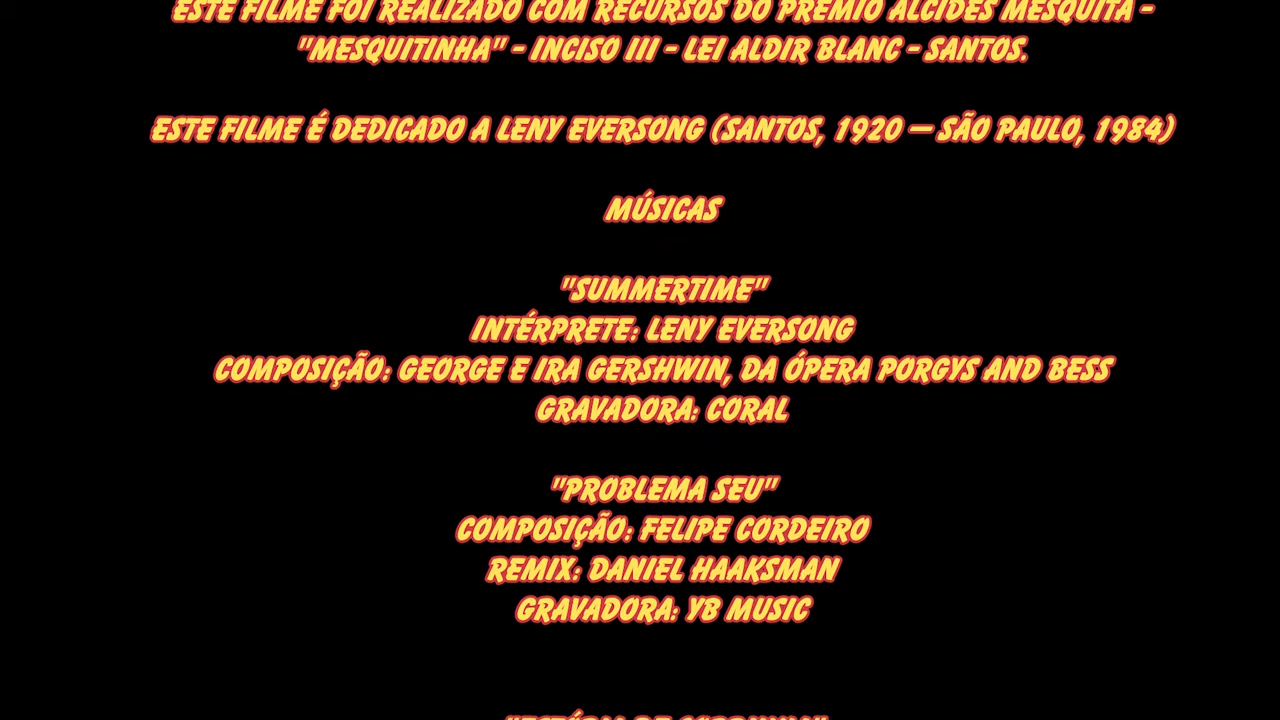 ESTE FILME FOI REALIZADO COM RECURSOS DO PRÊMIO ALCIDES MESQUITA -
"MESQUITINHA" - INCISO III - LEI ALDIR BLANC - SANTOS.
ESTE FILME É DEDICADO A LENY EVERSONG (SANTOS, 1920 – SÃO PAULO, 1984)
MÚSICAS
"SUMMERTIME"
INTÉRPRETE: LENY EVERSONG
COMPOSIÇÃO: GEORGE E IRA GERSHWIN, DA ÓPERA PORGYS AND BESS
GRAVADORA: CORAL
"PROBLEMA SEU"
COMPOSIÇÃO: FELIPE CORDEIRO
REMIX: DANIEL HAAKSMAN
GRAVADORA: YB MUSIC